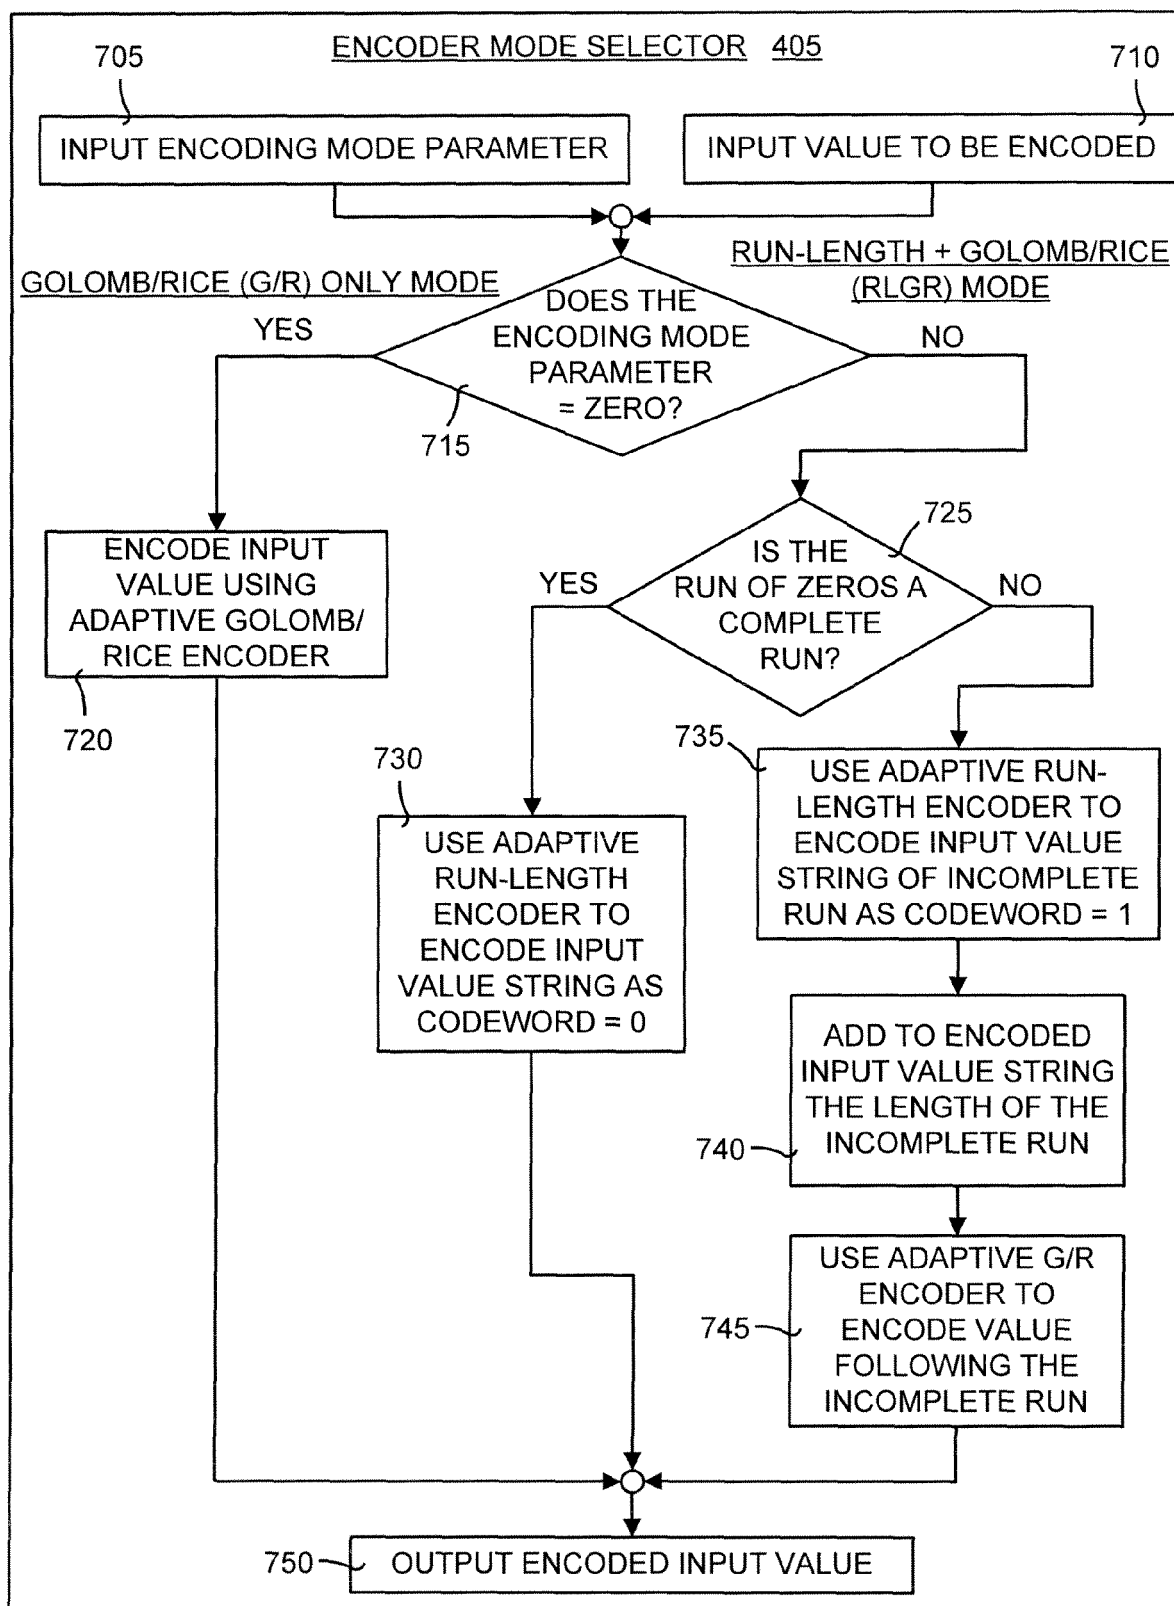 ENCODER MODE SELECTOR 405
705
710
INPUT ENCODING MODE PARAMETER
INPUT VALUE TO BE ENCODED
GOLOMB/RICE (G/R) ONLY MODE
RUN-LENGTH + GOLOMB/RICE
(RLGR) MODE
YES
DOES THE
ENCODING MODE
PARAMETER
= ZERO?
NO
715
725
ENCODE INPUT
VALUE USING
ADAPTIVE GOLOMB/
RICE ENCODER
720
YES
IS THE
RUN OF ZEROS A
COMPLETE
RUN?
NO
730
USE ADAPTIVE
RUN-LENGTH
ENCODER TO
ENCODE INPUT
VALUE STRING AS
CODEWORD = 0
735
USE ADAPTIVE RUN-
LENGTH ENCODER TO
ENCODE INPUT VALUE
STRING OF INCOMPLETE
RUN AS CODEWORD = 1
ADD TO ENCODED
INPUT VALUE STRING
THE LENGTH OF THE
INCOMPLETE RUN
740
USE ADAPTIVE G/R
ENCODER TO
ENCODE VALUE
FOLLOWING THE
INCOMPLETE RUN
745
750
OUTPUT ENCODED INPUT VALUE